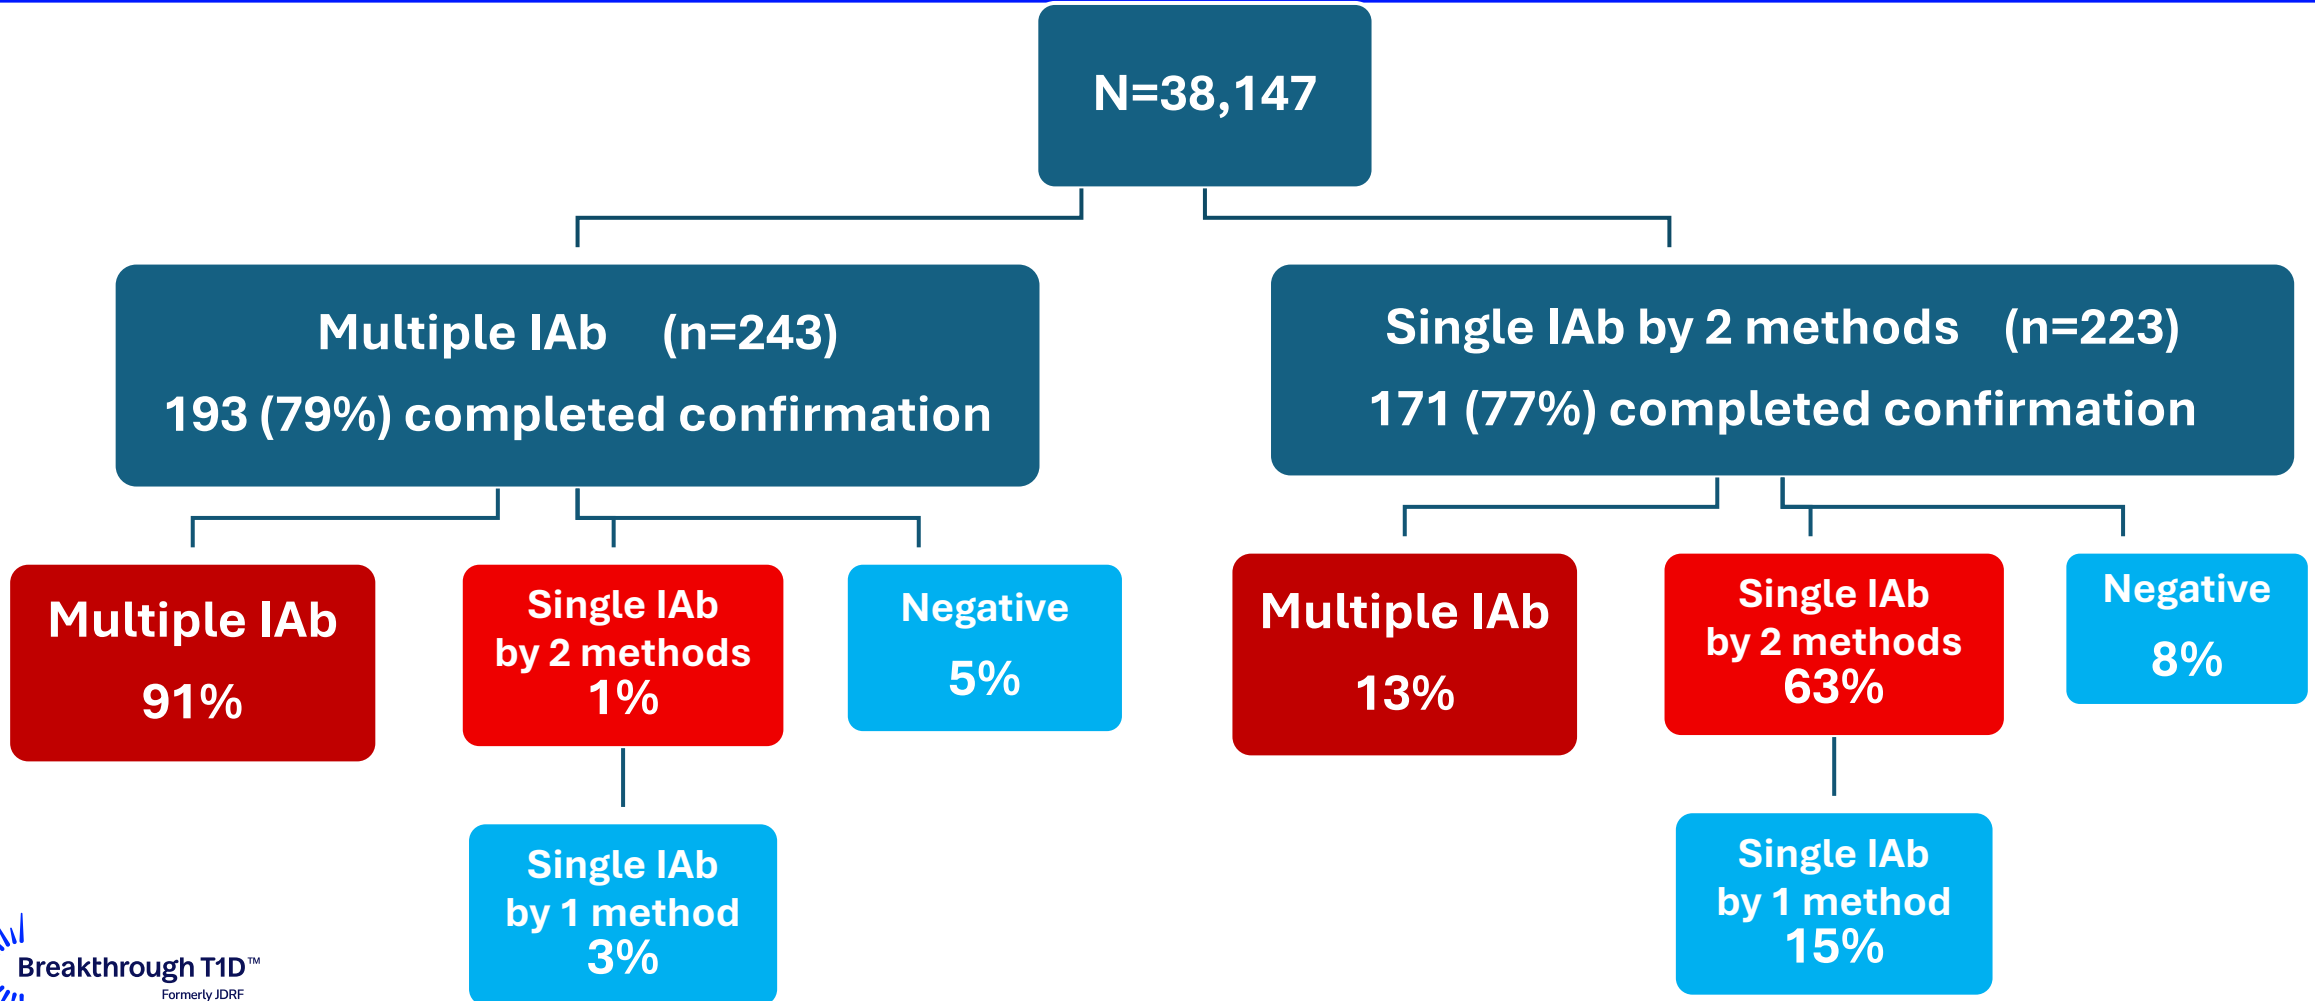 N=38,147
Multiple IAb (n=243)
193 (79%) completed confirmation
Single IAb by 2 methods (n=223)
171 (77%) completed confirmation
Multiple IAb
91%
Single IAb
by 2 methods
1%
Negative
5%
Multiple IAb
13%
Single IAb
by 2 methods
63%
Negative
8%
Single IAb
by 1 method
3%
Single IAb
by 1 method
15%
Breakthrough T1D™
Formerly JDRF